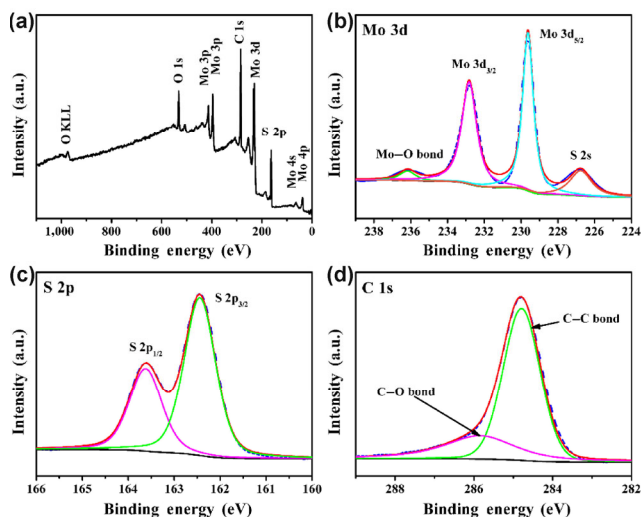 (a)
Intensity (a.u.)
O KLL
O 1s
Mo 3p
Mo 3p
C 1s
Mo 3d
S 2p
Mo 4s
Mo 4p
1,000 800 600 400 200 0
Binding energy (eV)
(b)
Mo 3d
Intensity (a.u.)
Mo 3d5/2
Mo 3d3/2
Mo—O bond
S 2s
238 236 234 232 230 228 226 224
Binding energy (eV)
(c)
S 2p
Intensity (a.u.)
S 2p3/2
S 2p1/2
166 165 164 163 162 161 160
Binding energy (eV)
(d)
C 1s
Intensity (a.u.)
C—C bond
C—O bond
288 286 284 282
Binding energy (eV)